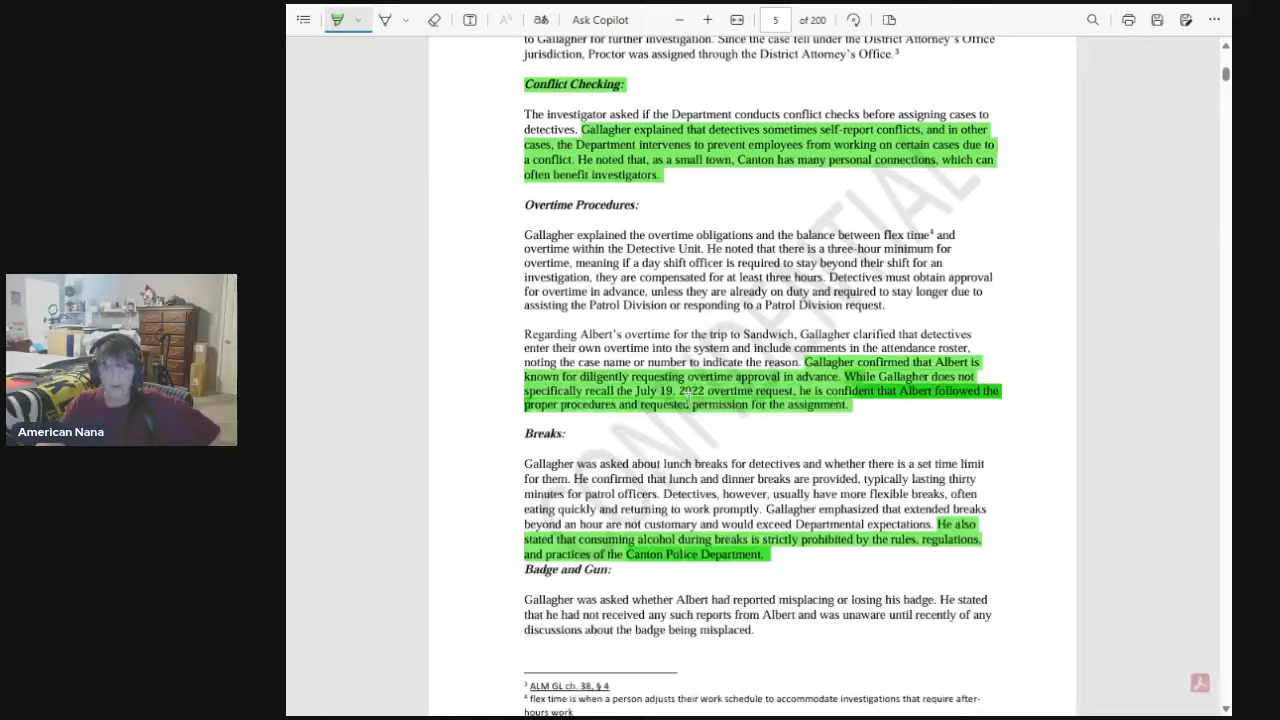 Ask Copilot
5 of 200
to Gallagher for further investigation. Since the case fell under the District Attorney's Office
jurisdiction, Proctor was assigned through the District Attorney's Office.3
Conflict Checking:
The investigator asked if the Department conducts conflict checks before assigning cases to
detectives. Gallagher explained that detectives sometimes self-report conflicts, and in other
cases, the Department intervenes to prevent employees from working on certain cases due to
a conflict. He noted that, as a small town, Canton has many personal connections, which can
often benefit investigators.
Overtime Procedures:
Gallagher explained the overtime obligations and the balance between flex time4 and
overtime within the Detective Unit. He noted that there is a three-hour minimum for
overtime, meaning if a day shift officer is required to stay beyond their shift for an
investigation, they are compensated for at least three hours. Detectives must obtain approval
for overtime in advance, unless they are already on duty and required to stay longer due to
assisting the Patrol Division or responding to a Patrol Division request.
Regarding Albert's overtime for the trip to Sandwich, Gallagher clarified that detectives
enter their own overtime into the system and include comments in the attendance roster,
noting the case name or number to indicate the reason. Gallagher confirmed that Albert is
known for diligently requesting overtime approval in advance. While Gallagher does not
specifically recall the July 19, 2022 overtime request, he is confident that Albert followed the
proper procedures and requested permission for the assignment.
Breaks:
Gallagher was asked about lunch breaks for detectives and whether there is a set time limit
for them. He confirmed that lunch and dinner breaks are provided, typically lasting thirty
minutes for patrol officers. Detectives, however, usually have more flexible breaks, often
eating quickly and returning to work promptly. Gallagher emphasized that extended breaks
beyond an hour are not customary and would exceed Departmental expectations. He also
stated that consuming alcohol during breaks is strictly prohibited by the rules, regulations,
and practices of the Canton Police Department.
Badge and Gun:
Gallagher was asked whether Albert had reported misplacing or losing his badge. He stated
that he had not received any such reports from Albert and was unaware until recently of any
discussions about the badge being misplaced.
3 ALM GL ch. 38, § 4
4 flex time is when a person adjusts their work schedule to accommodate investigations that require after-
hours work
CONFIDENTIAL
American Nana